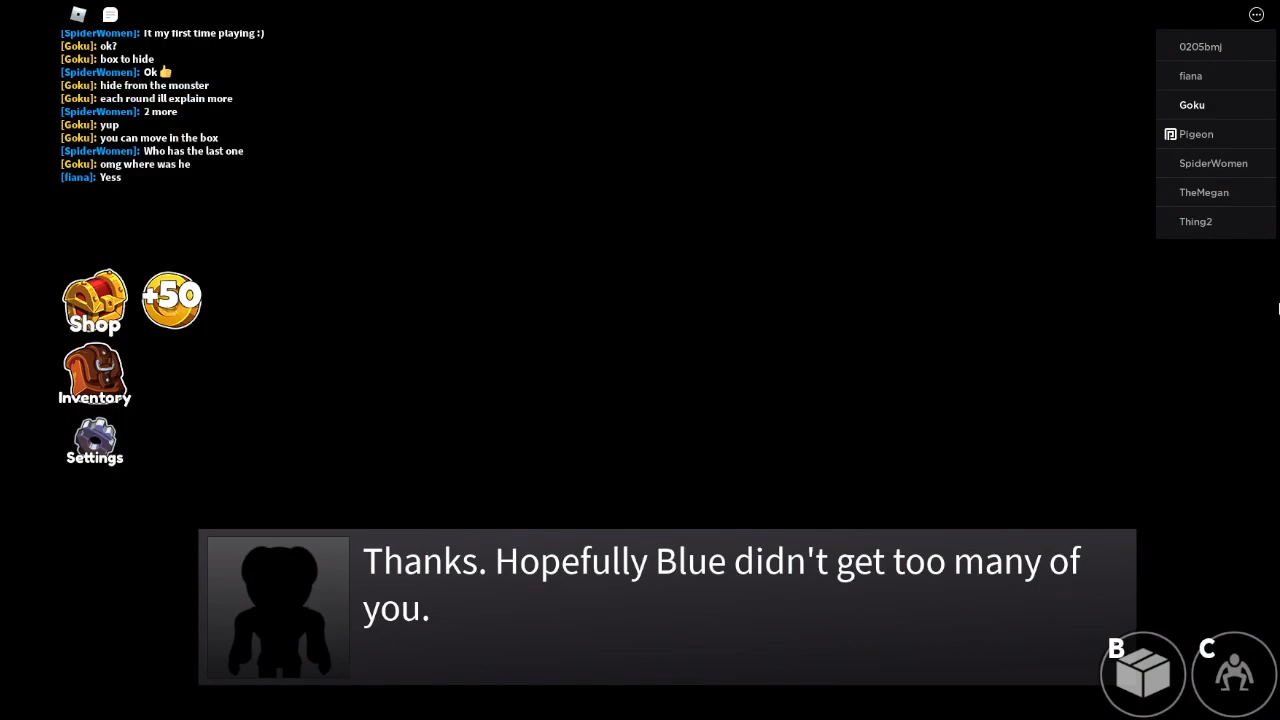 [SpiderWomen]: It my first time playing :)
[Goku]: ok?
[Goku]: box to hide
[SpiderWomen]: Ok 👍
[Goku]: hide from the monster
[Goku]: each round ill explain more
[SpiderWomen]: 2 more
[Goku]: yup
[Goku]: you can move in the box
[SpiderWomen]: Who has the last one
[Goku]: omg where was he
[fiana]: Yess
0205bmj
fiana
Goku
Pigeon
SpiderWomen
TheMegan
Thing2
+50
Shop
Inventory
Settings
Thanks. Hopefully Blue didn't get too many of
you.
B
C